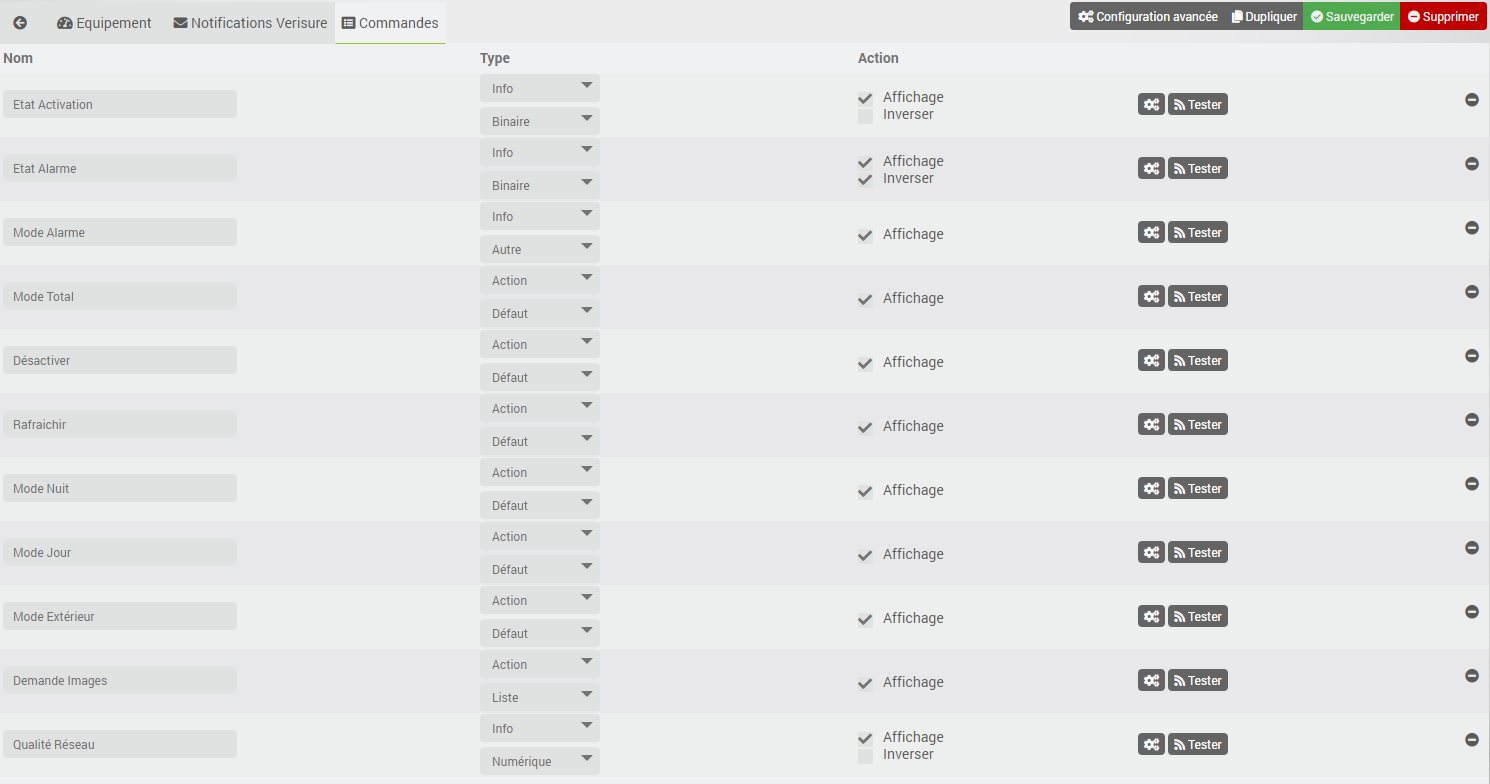 Equipement Notifications Verisure Commandes Configuration avancée Dupliquer Sauvegarder Supprimer
Nom Type Action
Etat Activation Info Binaire Affichage Inverser Tester
Etat Alarme Info Binaire Affichage Inverser Tester
Mode Alarme Info Autre Affichage Tester
Mode Total Action Défaut Affichage Tester
Désactiver Action Défaut Affichage Tester
Rafraichir Action Défaut Affichage Tester
Mode Nuit Action Défaut Affichage Tester
Mode Jour Action Défaut Affichage Tester
Mode Extérieur Action Défaut Affichage Tester
Demande Images Action Liste Affichage Tester
Qualité Réseau Info Numérique Affichage Inverser Tester